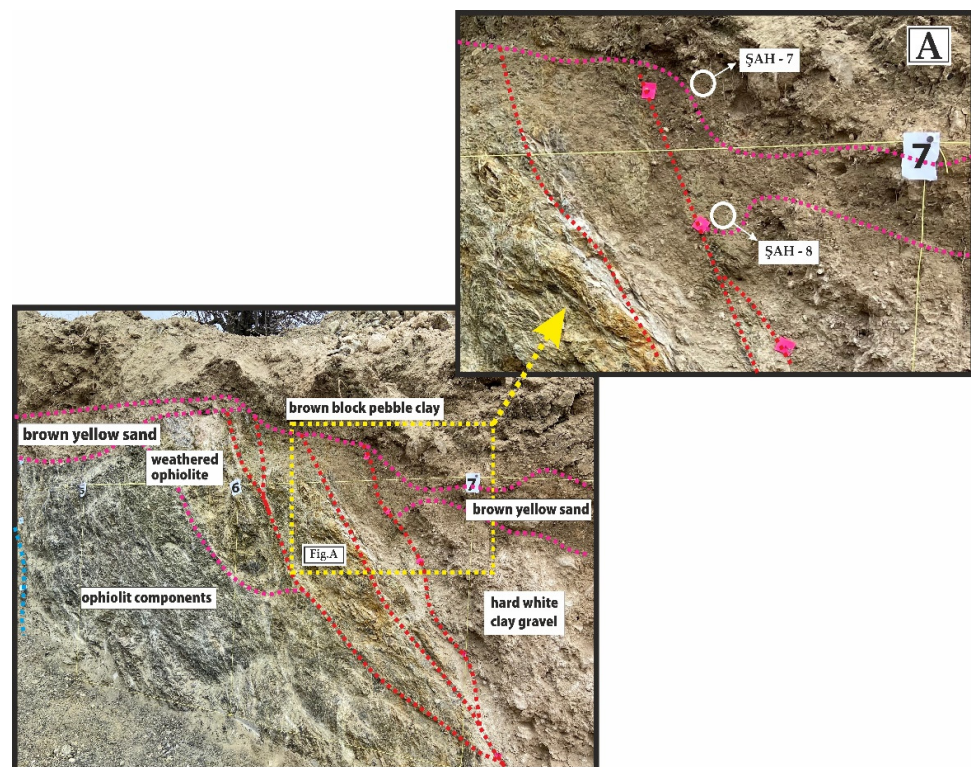 A
ŞAH - 7
7
ŞAH - 8
brown block pebble clay
brown yellow sand
weathered
ophiolite
5
6
7
brown yellow sand
Fig.A
ophiolit components
hard white
clay gravel